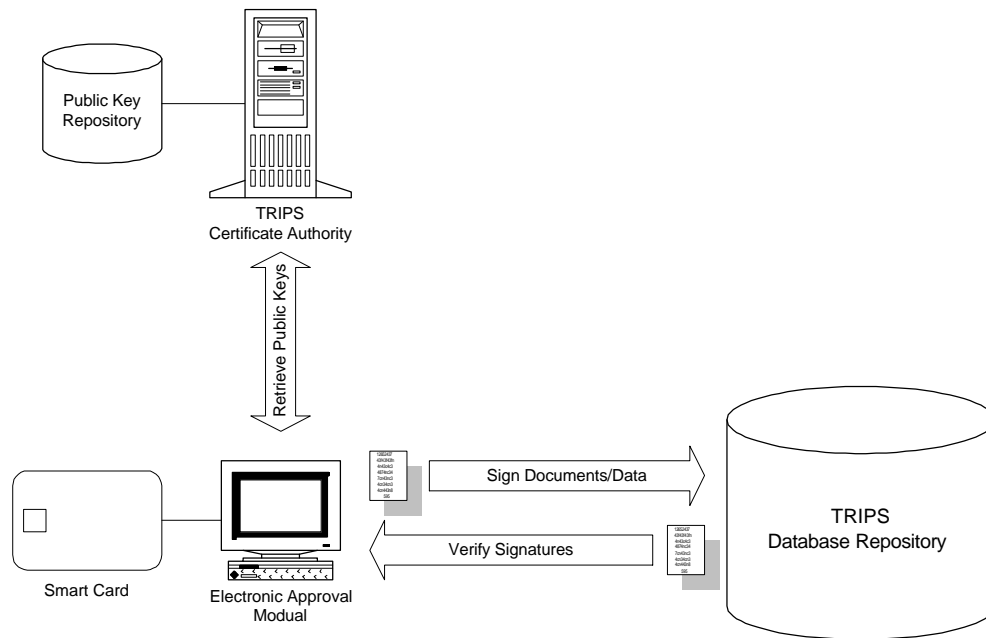 Public Key
Repository
TRIPS
Certificate Authority
Retrieve Public Keys
Sign Documents/Data
Verify Signatures
TRIPS
Database Repository
Smart Card
Electronic Approval
Modual